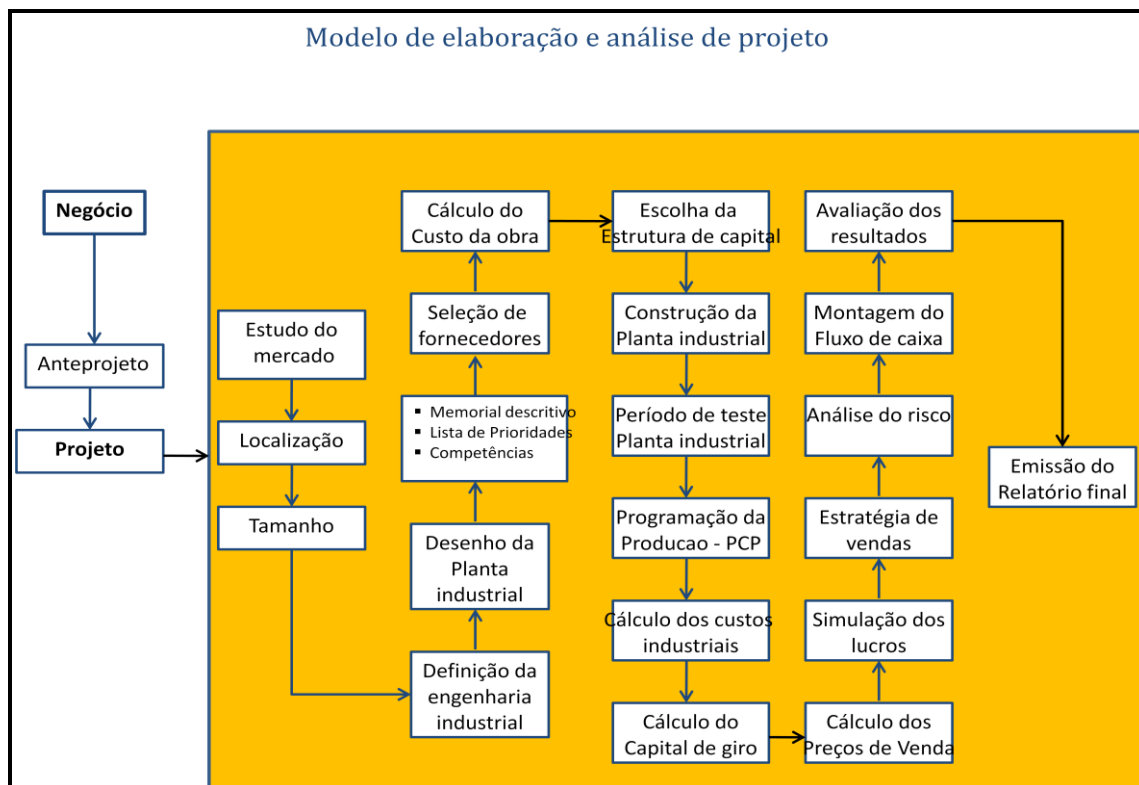 Modelo de elaboração e análise de projeto
Negócio
Anteprojeto
Projeto
Estudo do
mercado
Localização
Tamanho
Definição da
engenharia
industrial
Desenho da
Planta
industrial
▪ Memorial descritivo
▪ Lista de Prioridades
▪ Competências
Seleção de
fornecedores
Cálculo do
Custo da obra
Escolha da
Estrutura de capital
Construção da
Planta industrial
Período de teste
Planta industrial
Programação da
Producao - PCP
Cálculo dos custos
industriais
Cálculo do
Capital de giro
Cálculo dos
Preços de Venda
Simulação dos
lucros
Estratégia de
vendas
Análise do risco
Montagem do
Fluxo de caixa
Avaliação dos
resultados
Emissão do
Relatório final